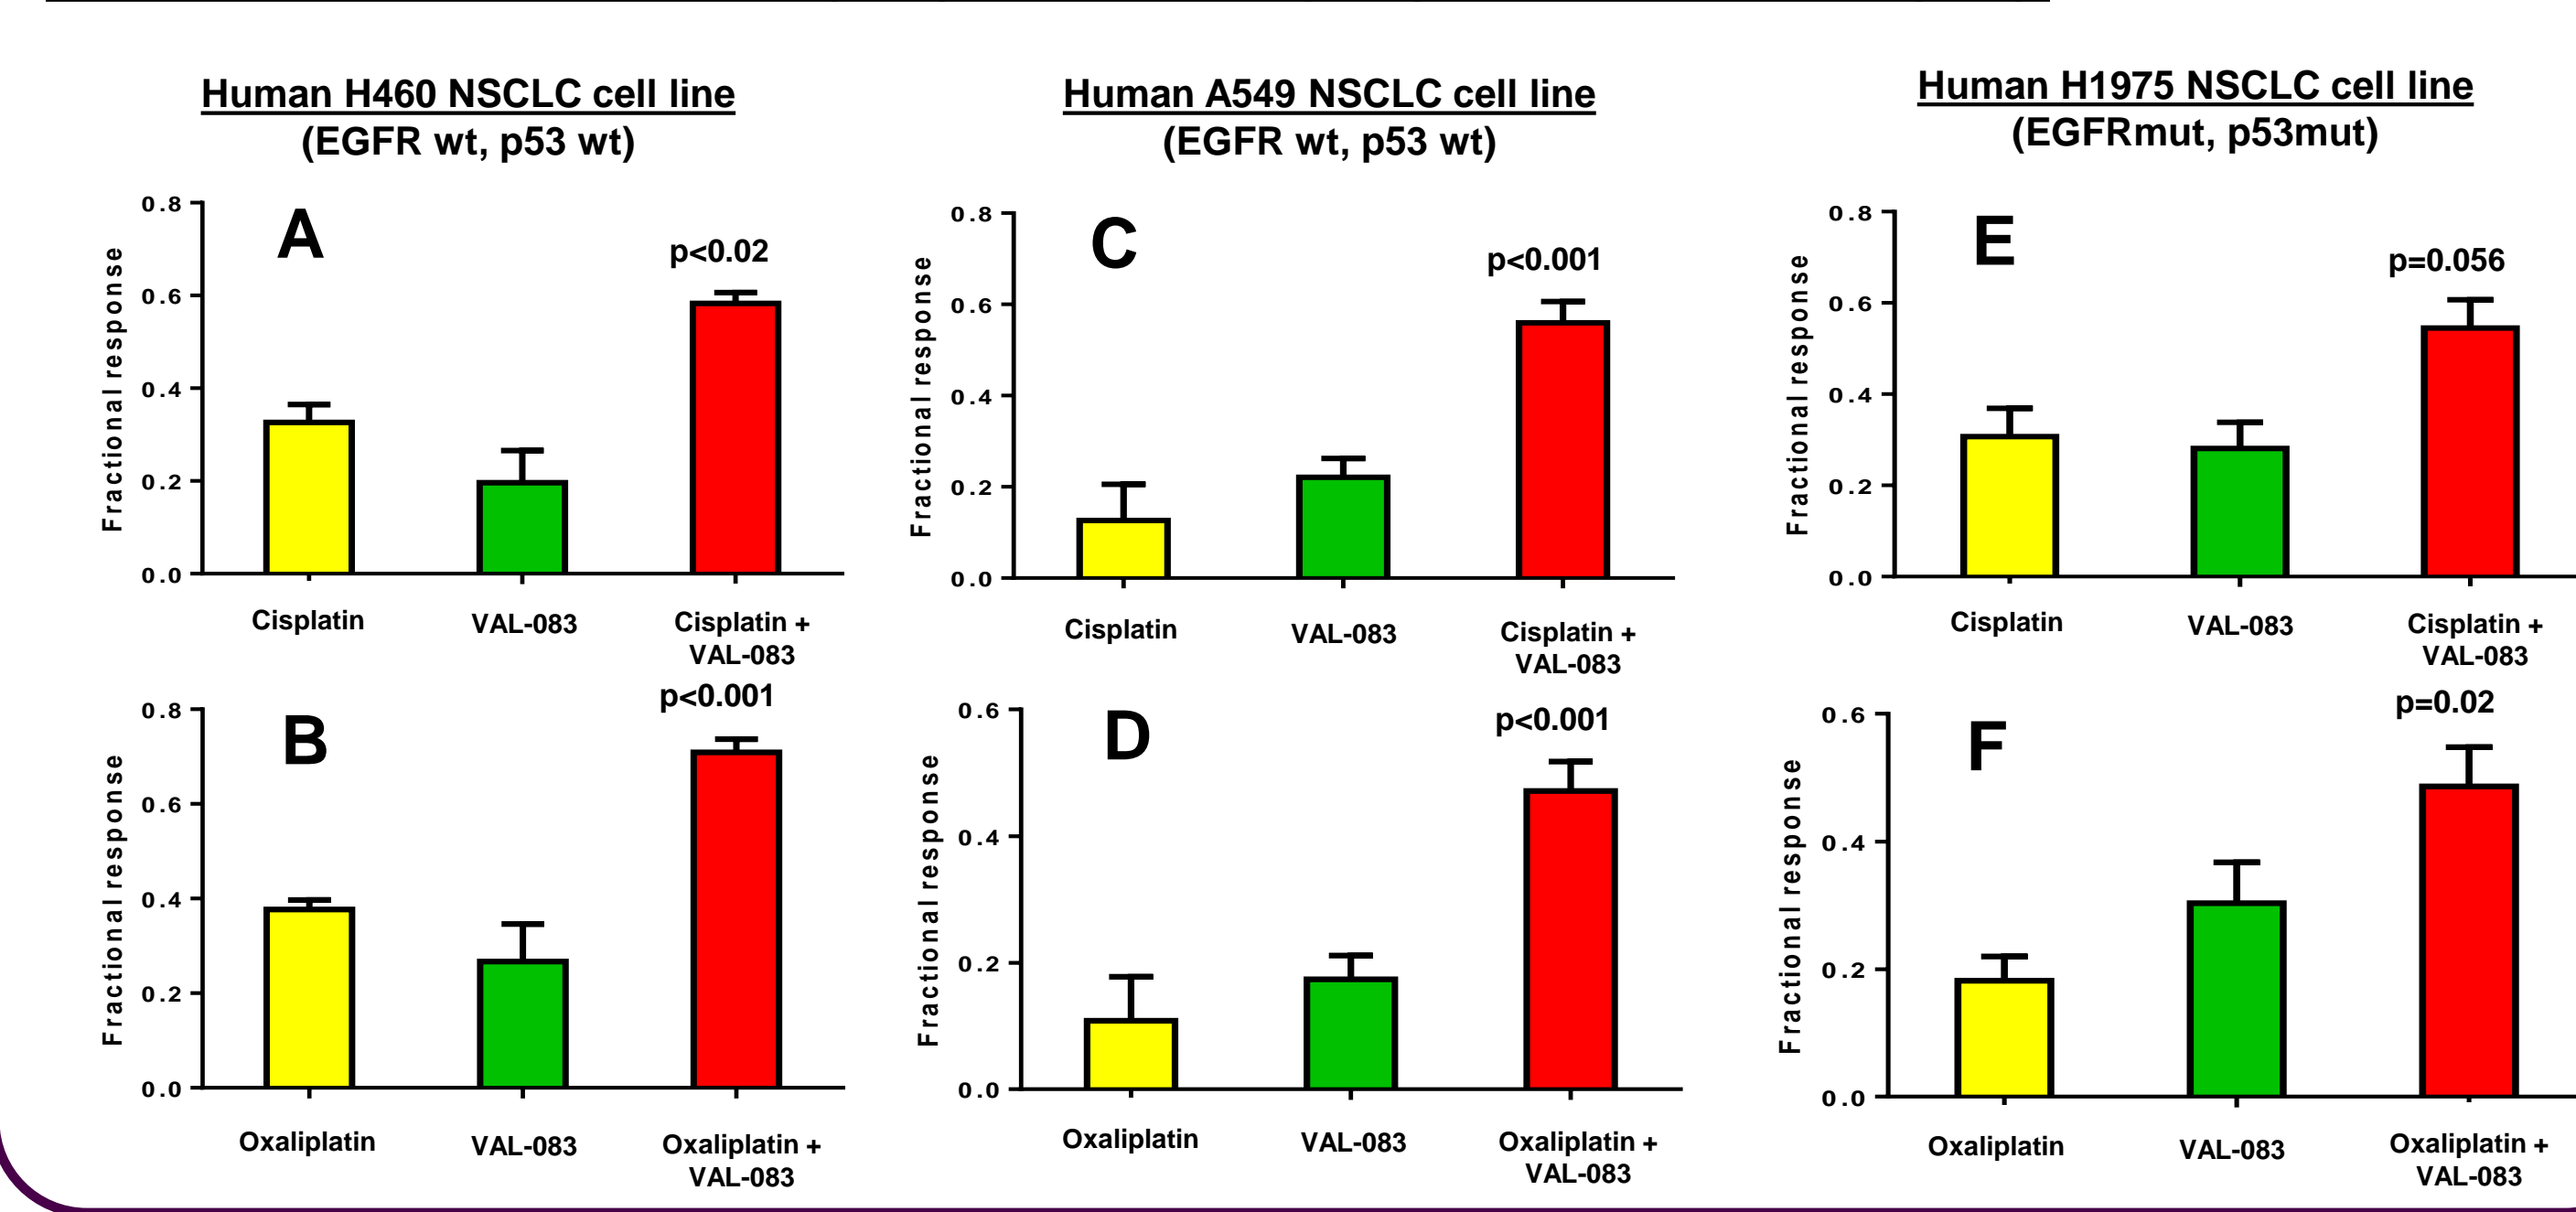 Human H460 NSCLC cell line
(EGFR wt, p53 wt)
A
p<0.02
Fractional response
0.8
0.6
0.4
0.2
0.0
Cisplatin
VAL-083
Cisplatin +
VAL-083
B
p<0.001
Fractional response
0.8
0.6
0.4
0.2
0.0
Oxaliplatin
VAL-083
Oxaliplatin +
VAL-083
Human A549 NSCLC cell line
(EGFR wt, p53 wt)
C
p<0.001
Fractional response
0.8
0.6
0.4
0.2
0.0
Cisplatin
VAL-083
Cisplatin +
VAL-083
D
p<0.001
Fractional response
0.6
0.4
0.2
0.0
Oxaliplatin
VAL-083
Oxaliplatin +
VAL-083
Human H1975 NSCLC cell line
(EGFRmut, p53mut)
E
p=0.056
Fractional response
0.8
0.6
0.4
0.2
0.0
Cisplatin
VAL-083
Cisplatin +
VAL-083
F
p=0.02
Fractional response
0.6
0.4
0.2
0.0
Oxaliplatin
VAL-083
Oxaliplatin +
VAL-083